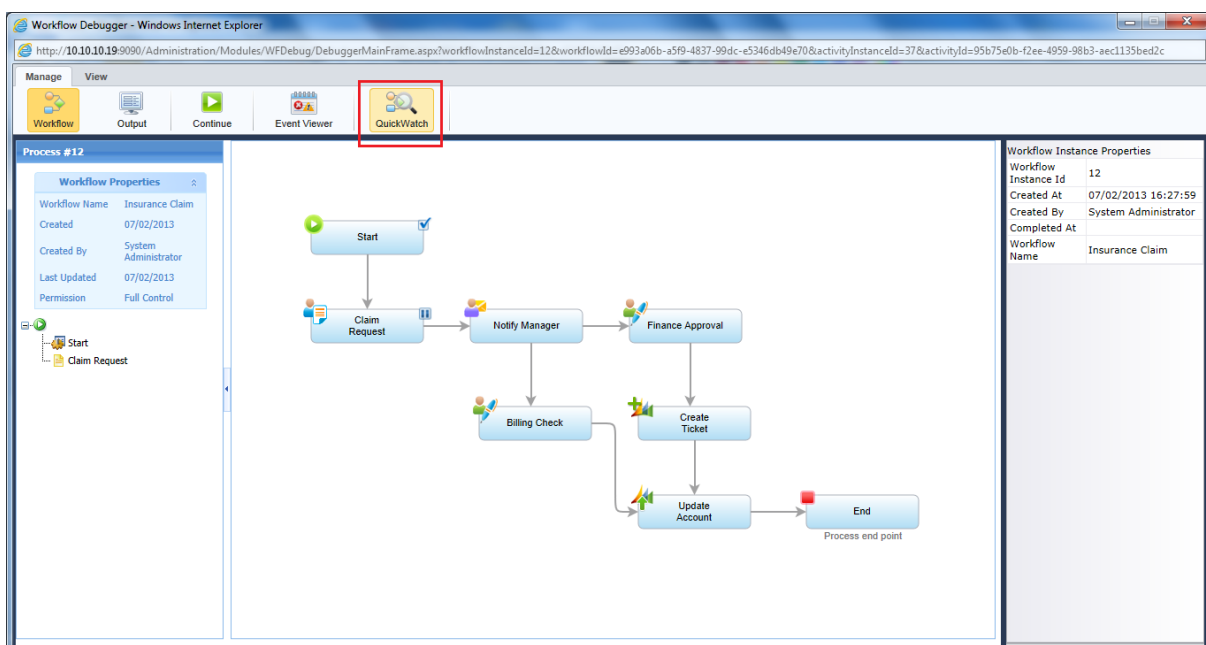 Workflow Debugger - Windows Internet Explorer
http://10.10.10.19:9090/Administration/Modules/WFDebug/DebuggerMainFrame.aspx?workflowInstanceId=12&workflowId=e993a06b-a5f9-4837-99dc-e5346db49e70&activityInstanceId=37&activityId=95b75e0b-f2ee-4959-98b3-aec1135bed2c
Manage View
Workflow Output Continue Event Viewer QuickWatch
Process #12
Workflow Properties
Workflow Name Insurance Claim
Created 07/02/2013
Created By System
Administrator
Last Updated 07/02/2013
Permission Full Control
Start
Claim Request
Start
Claim
Request
Notify Manager
Finance Approval
Billing Check
Create
Ticket
Update
Account
End
Process end point
Workflow Instance Properties
Workflow
Instance Id 12
Created At 07/02/2013 16:27:59
Created By System Administrator
Completed At
Workflow
Name Insurance Claim